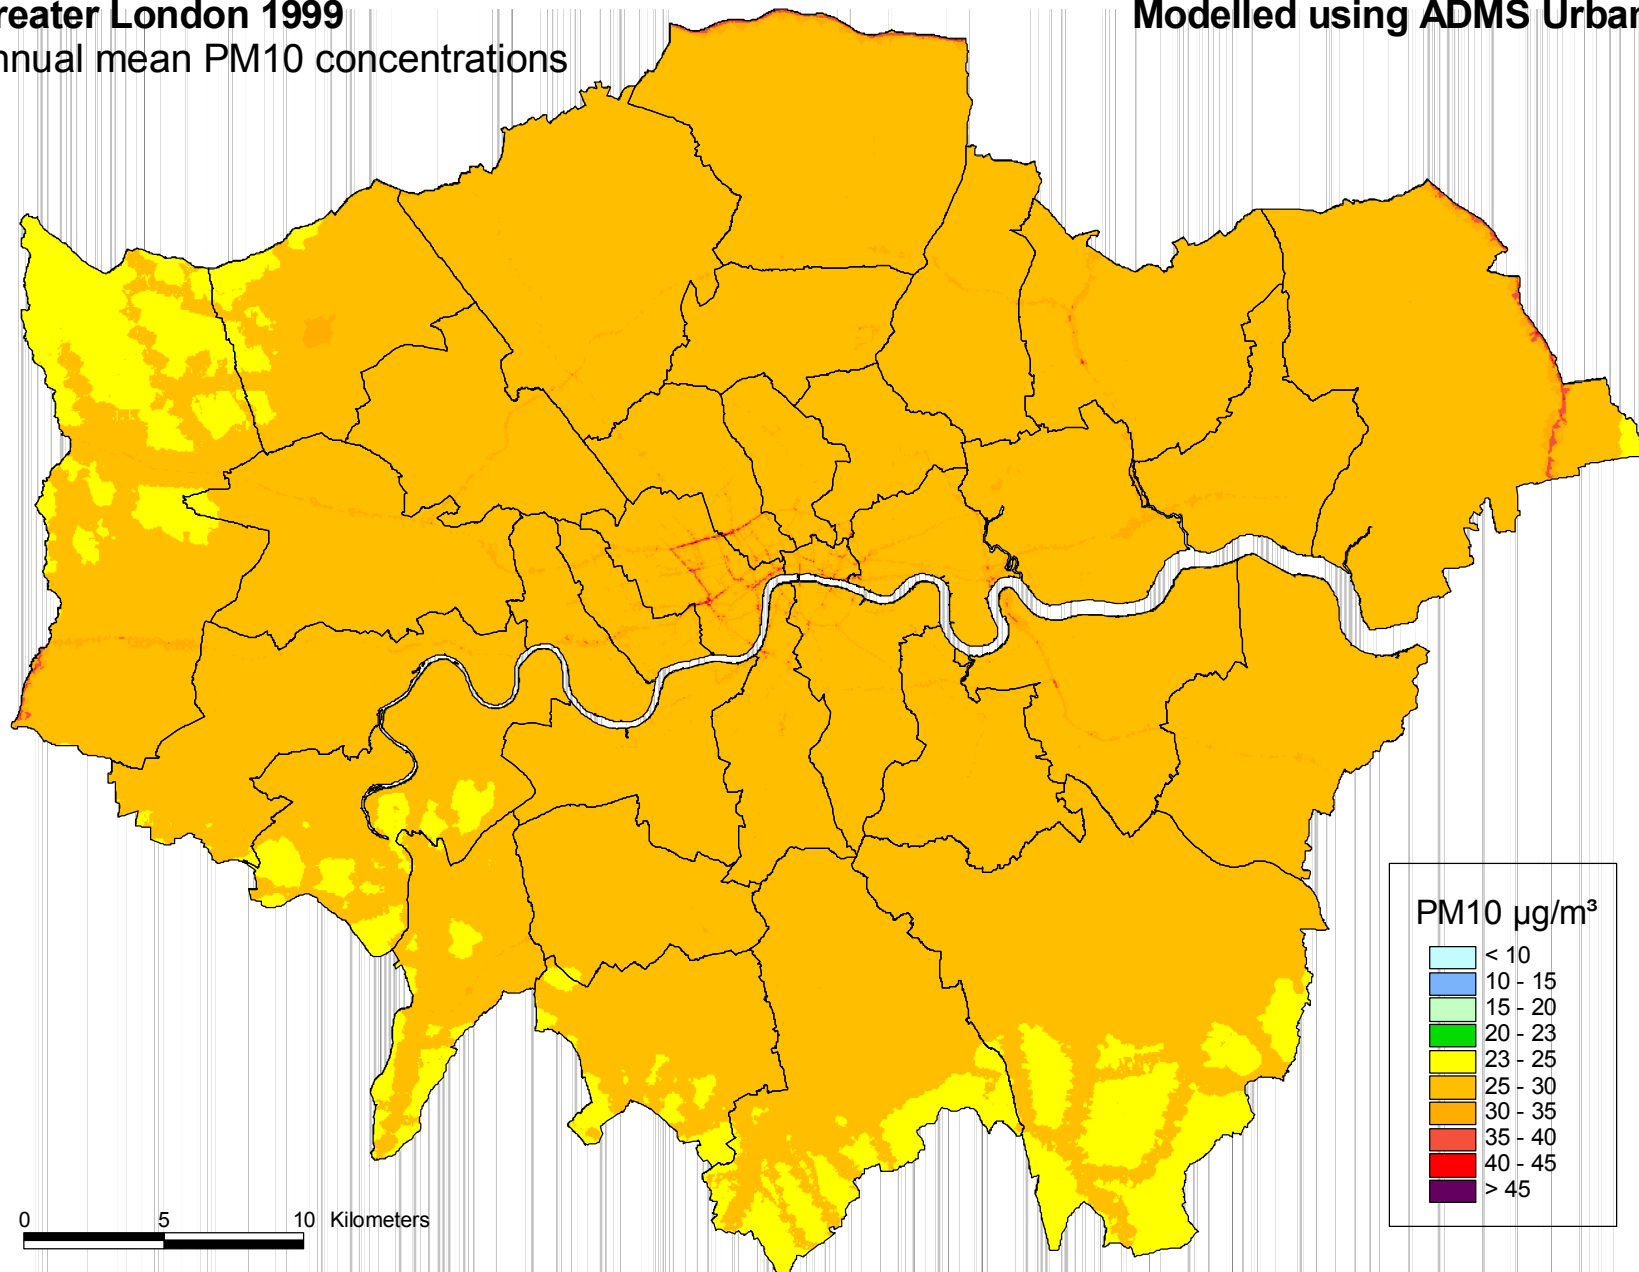 reater London 1999
nnual mean PM10 concentrations
Modelled using ADMS Urban
PM10 µg/m³
< 10
10 - 15
15 - 20
20 - 23
23 - 25
25 - 30
30 - 35
35 - 40
40 - 45
> 45
0 5 10 Kilometers